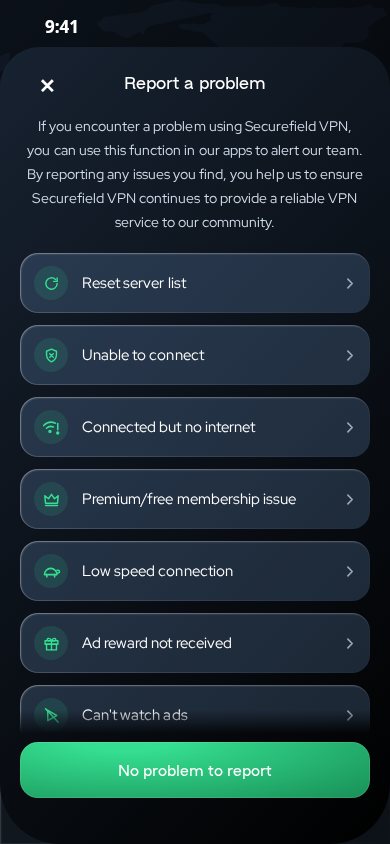 9:41
Report a problem
If you encounter a problem using Securefield VPN,
you can use this function in our apps to alert our team.
By reporting any issues you find, you help us to ensure
Securefield VPN continues to provide a reliable VPN
service to our community.
Reset server list
Unable to connect
Connected but no internet
Premium/free membership issue
Low speed connection
Ad reward not received
Can't watch ads
No problem to report